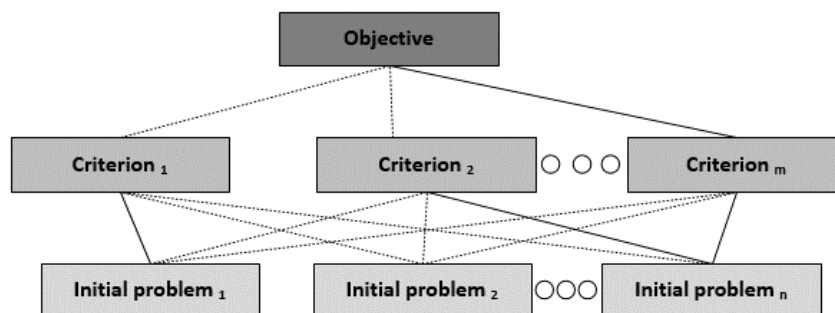 Objective
Criterion 1
Criterion 2
Criterion m
Initial problem 1
Initial problem 2
Initial problem n